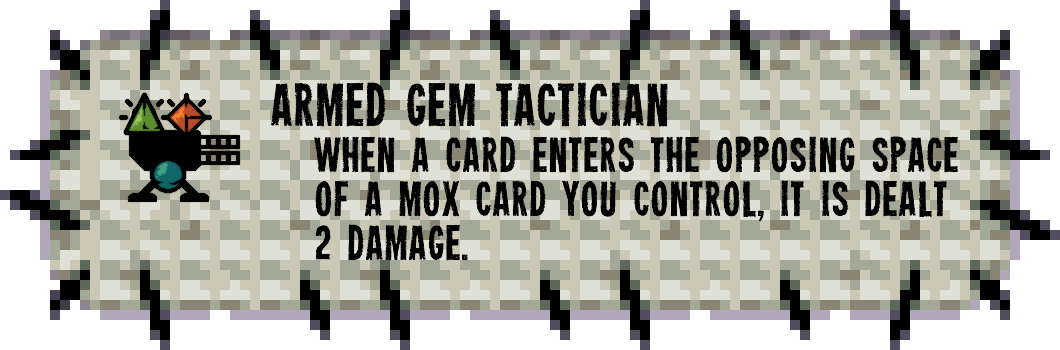 ARMED GEM TACTICIAN
WHEN A CARD ENTERS THE OPPOSING SPACE
OF A MOX CARD YOU CONTROL, IT IS DEALT
2 DAMAGE.